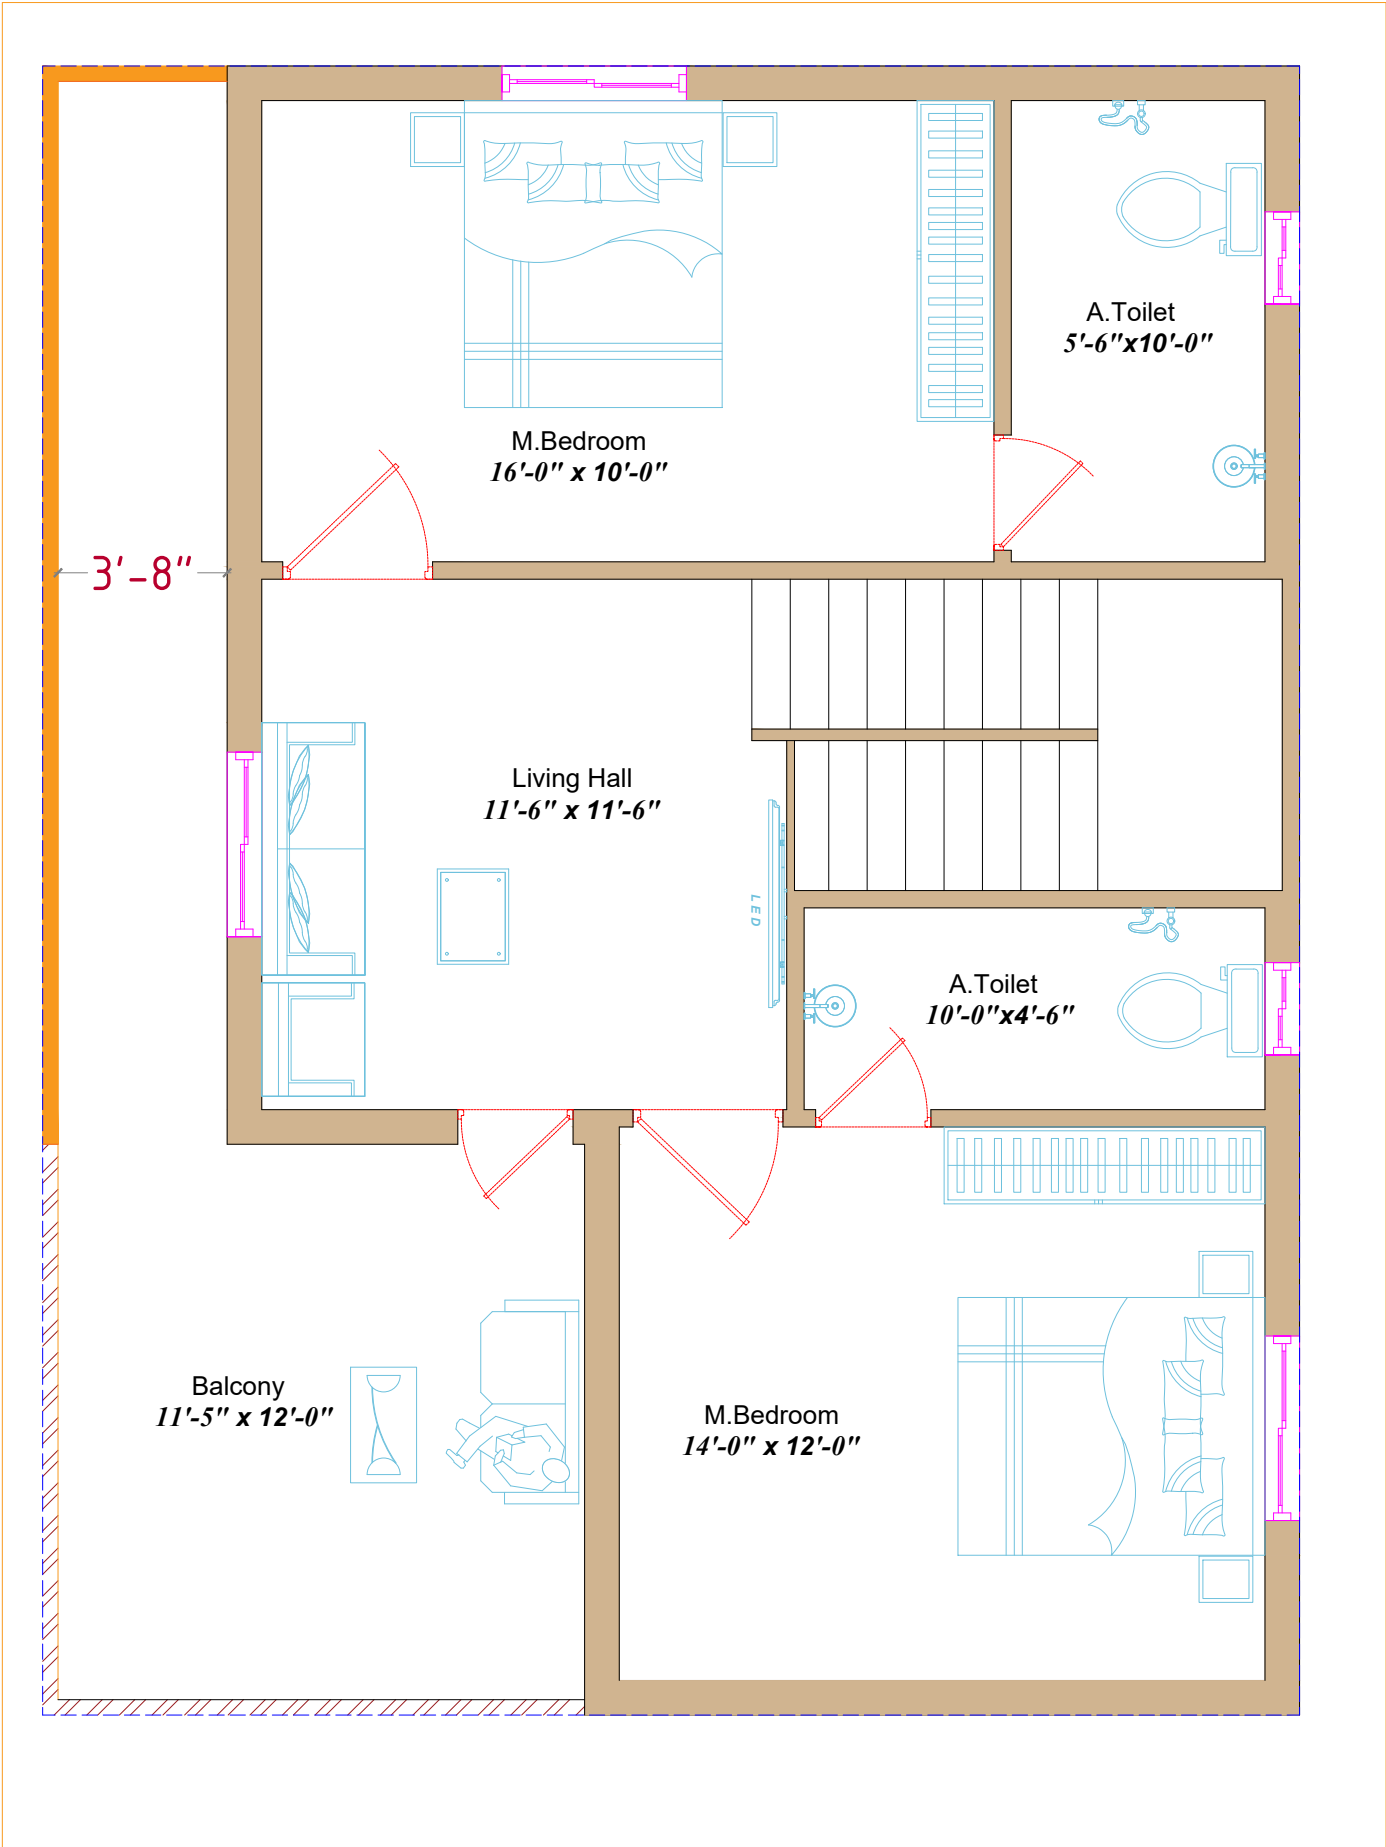 A.Toilet
5'-6"x10'-0"
M.Bedroom
16'-0" x 10'-0"
3'-8"
Living Hall
11'-6" x 11'-6"
LED
A.Toilet
10'-0"x4'-6"
Balcony
11'-5" x 12'-0"
M.Bedroom
14'-0" x 12'-0"